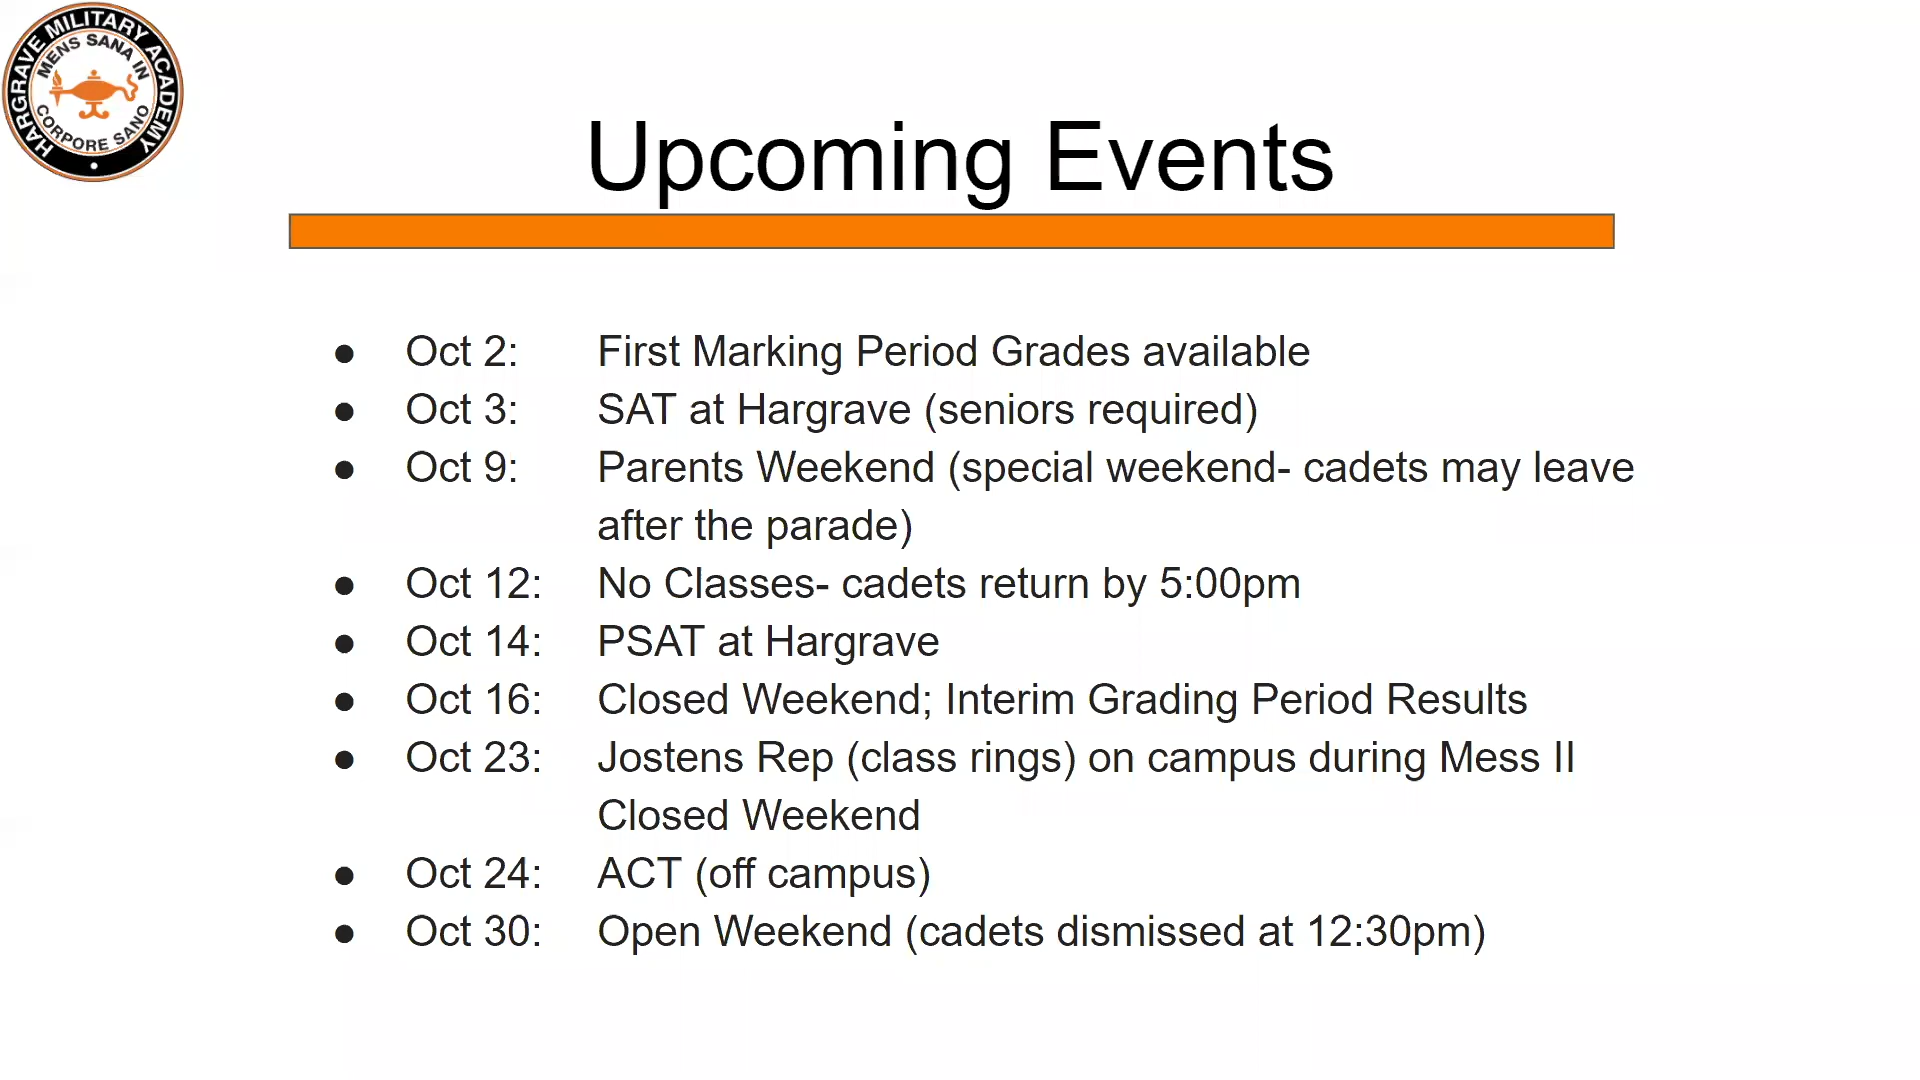 HARGRAVE MILITARY ACADEMY
MENS SANA IN
CORPORE SANO
Upcoming Events
● Oct 2: First Marking Period Grades available
● Oct 3: SAT at Hargrave (seniors required)
● Oct 9: Parents Weekend (special weekend- cadets may leave
after the parade)
● Oct 12: No Classes- cadets return by 5:00pm
● Oct 14: PSAT at Hargrave
● Oct 16: Closed Weekend; Interim Grading Period Results
● Oct 23: Jostens Rep (class rings) on campus during Mess II
Closed Weekend
● Oct 24: ACT (off campus)
● Oct 30: Open Weekend (cadets dismissed at 12:30pm)